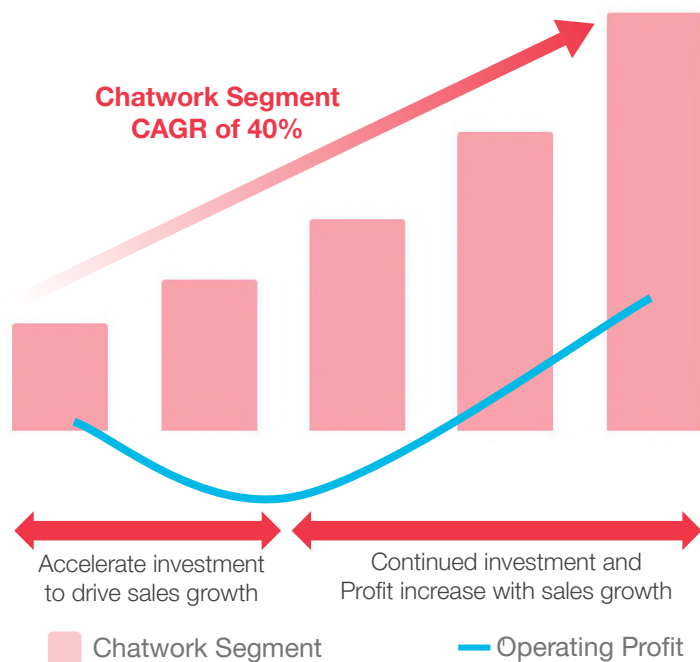 Chatwork Segment
CAGR of 40%
Accelerate investment
to drive sales growth
Continued investment and
Profit increase with sales growth
Chatwork Segment
Operating Profit